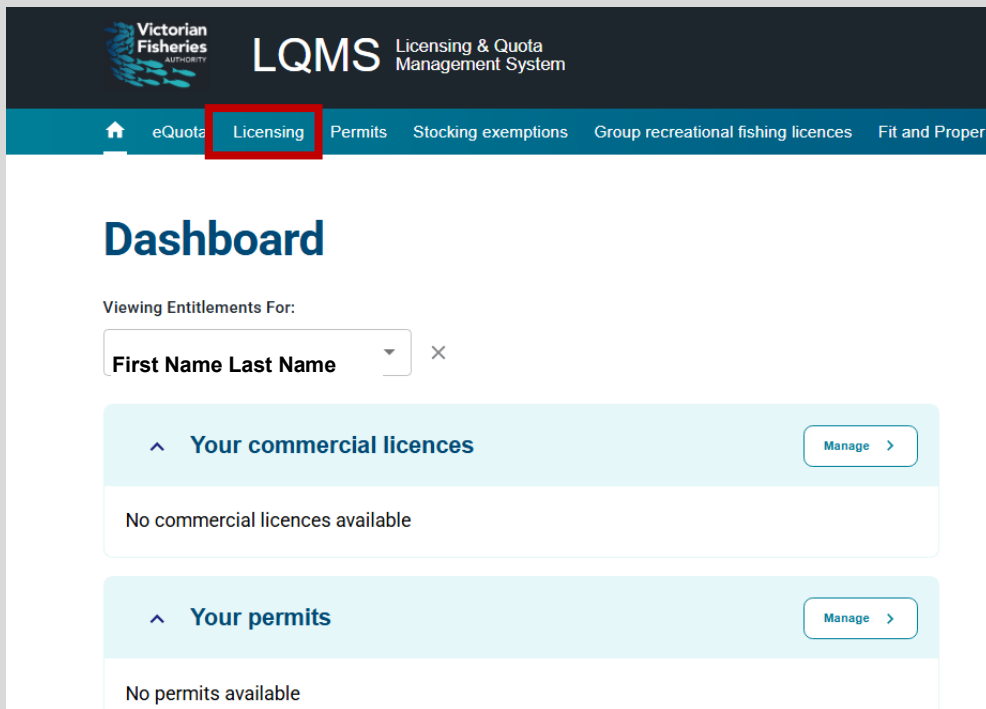 Victorian
Fisheries
AUTHORITY
LQMS Licensing & Quota
Management System
eQuota Licensing Permits Stocking exemptions Group recreational fishing licences Fit and Proper
Dashboard
Viewing Entitlements For:
First Name Last Name
Your commercial licences Manage
No commercial licences available
Your permits Manage
No permits available